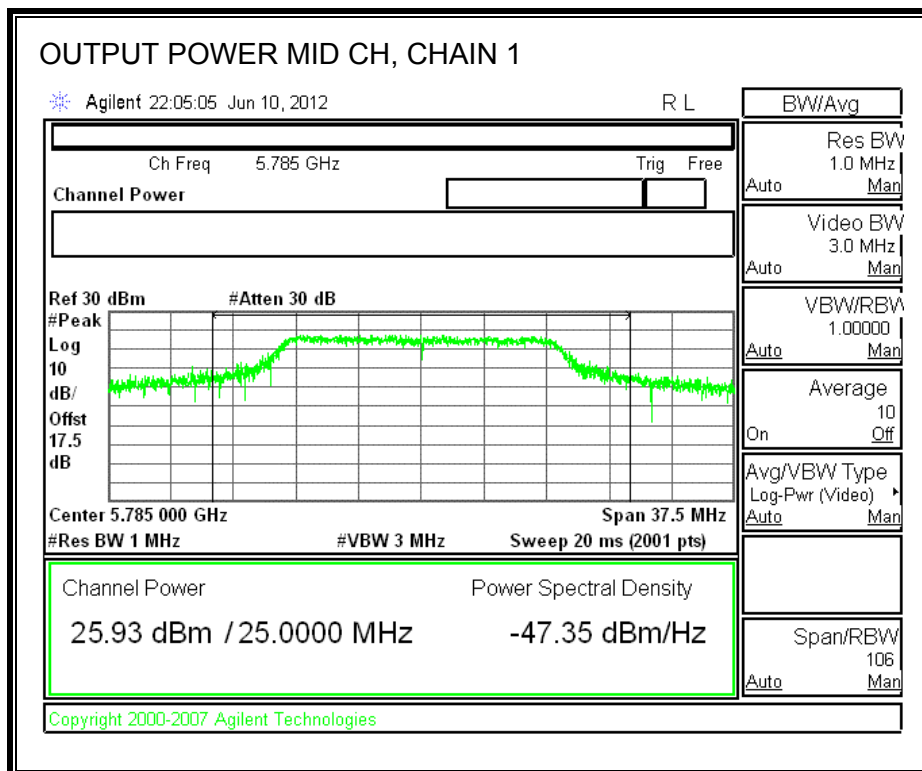 OUTPUT POWER MID CH, CHAIN 1
Agilent 22:05:05 Jun 10, 2012 R L
BW/Avg
Ch Freq 5.785 GHz Trig Free
Channel Power
Res BW
1.0 MHz
Auto Man
Video BW
3.0 MHz
Auto Man
Ref 30 dBm #Atten 30 dB
#Peak
Log
10
dB/
Offst
17.5
dB
VBW/RBW
1.00000
Auto Man
Average
10
On Off
Avg/VBW Type
Log-Pwr (Video)
Auto Man
Center 5.785 000 GHz Span 37.5 MHz
#Res BW 1 MHz #VBW 3 MHz Sweep 20 ms (2001 pts)
Channel Power Power Spectral Density
25.93 dBm / 25.0000 MHz -47.35 dBm/Hz
Span/RBW
106
Auto Man
Copyright 2000-2007 Agilent Technologies